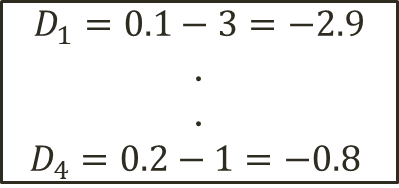 D₁ = 0.1 − 3 = −2.9
.
.
D₄ = 0.2 − 1 = −0.8